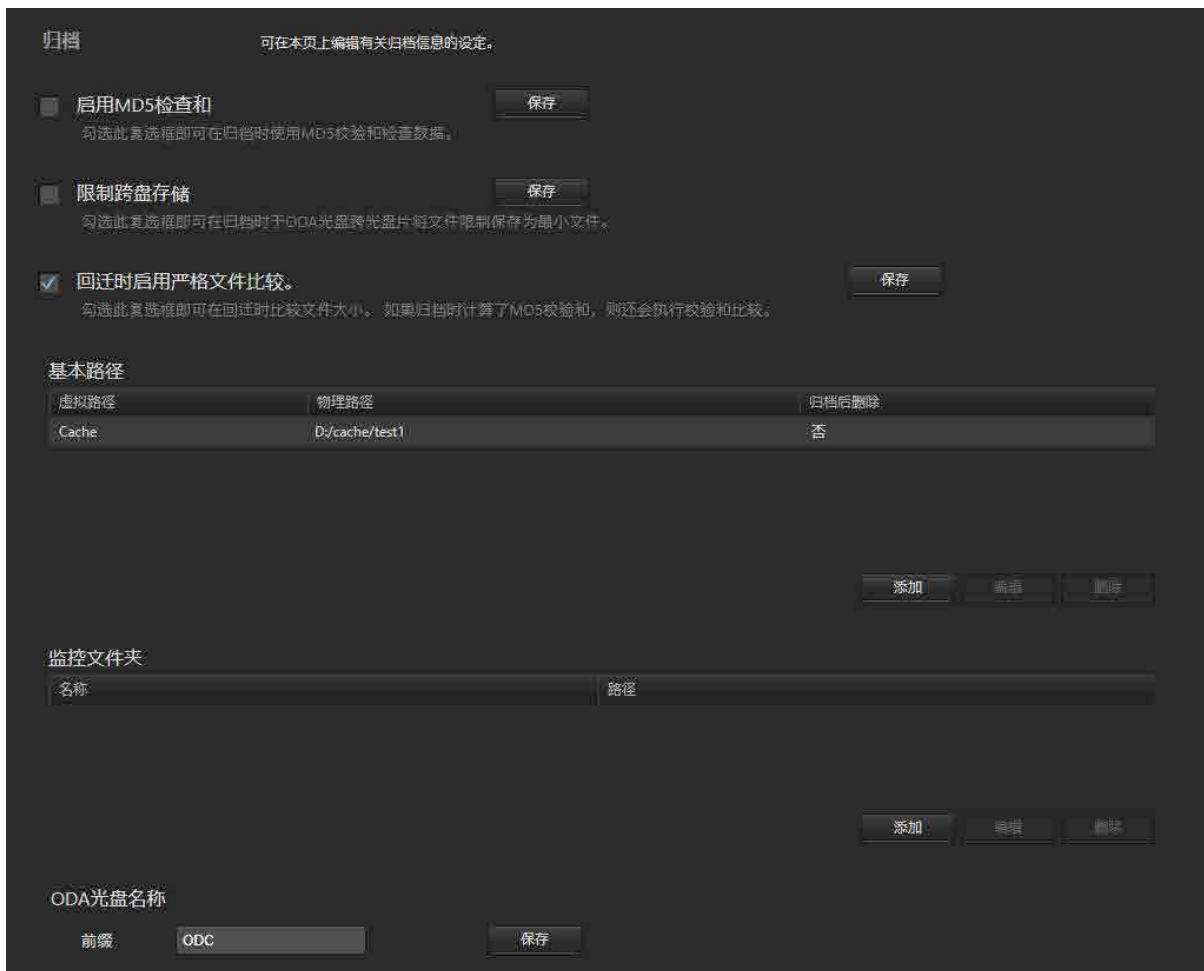 归档 可在本页上编辑有关归档信息的设定。
启用MD5检查和 保存
勾选此复选框即可在归档时使用MD5校验和检查数据。
限制跨盘存储 保存
勾选此复选框即可在归档时于ODA光盘跨光盘片将文件限制保存为最小文件。
回迁时启用严格文件比较。 保存
勾选此复选框即可在回迁时比较文件大小。 如果归档时计算了MD5校验和，则还会执行校验和比较。
基本路径
虚拟路径 物理路径 归档后删除
Cache D:/cache/test1 否
添加 编辑 删除
监控文件夹
名称 路径
添加 编辑 删除
ODA光盘名称
前缀 ODC 保存